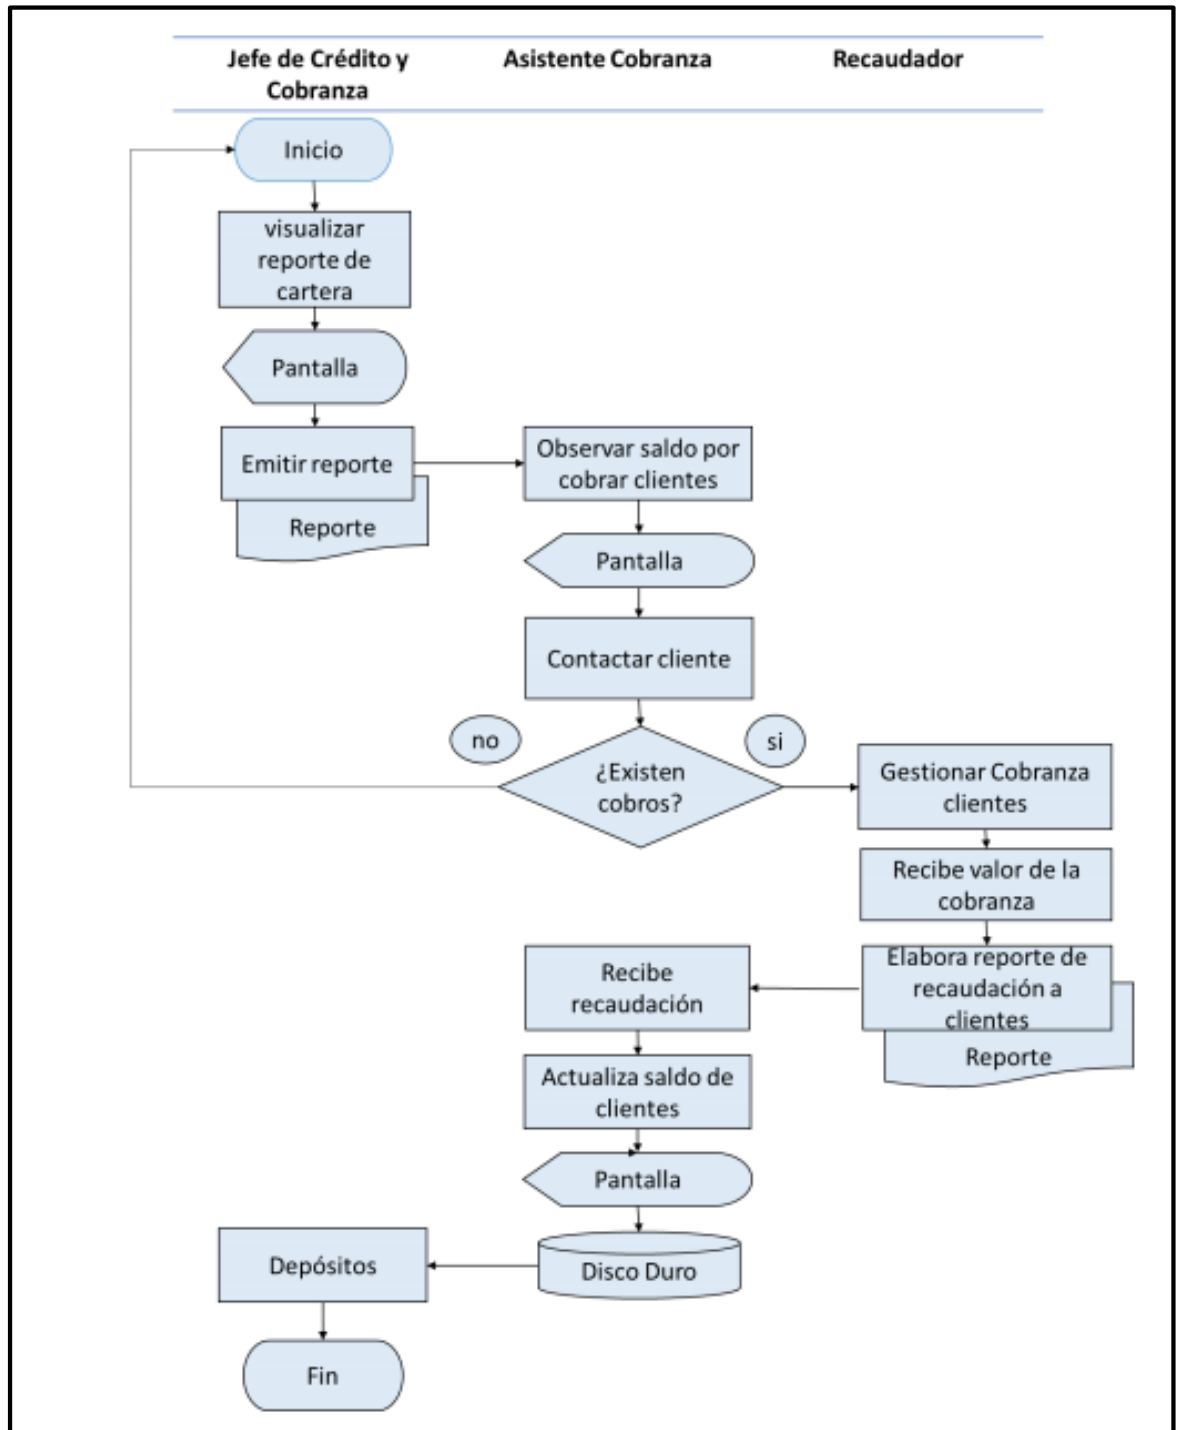 Jefe de Crédito y
Cobranza
Asistente Cobranza
Recaudador
Inicio
visualizar
reporte de
cartera
Pantalla
Emitir reporte
Reporte
Observar saldo por
cobrar clientes
Pantalla
Contactar cliente
no
si
¿Existen
cobros?
Gestionar Cobranza
clientes
Recibe valor de la
cobranza
Elabora reporte de
recaudación a
clientes
Reporte
Recibe
recaudación
Actualiza saldo de
clientes
Pantalla
Disco Duro
Depósitos
Fin